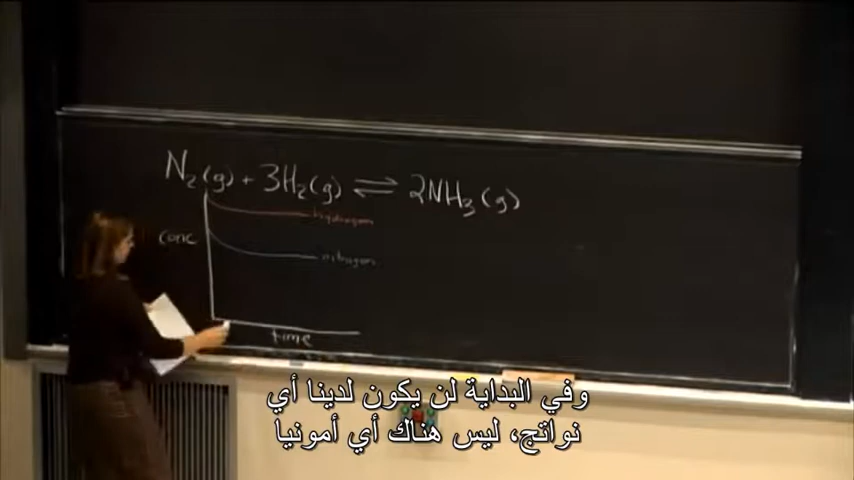 N₂(g) + 3H₂(g) ⇌ 2NH₃(g)
hydrogen
conc
nitrogen
time
وفي البداية لن يكون لدينا أي
نواتج، ليس هناك أي أمونيا